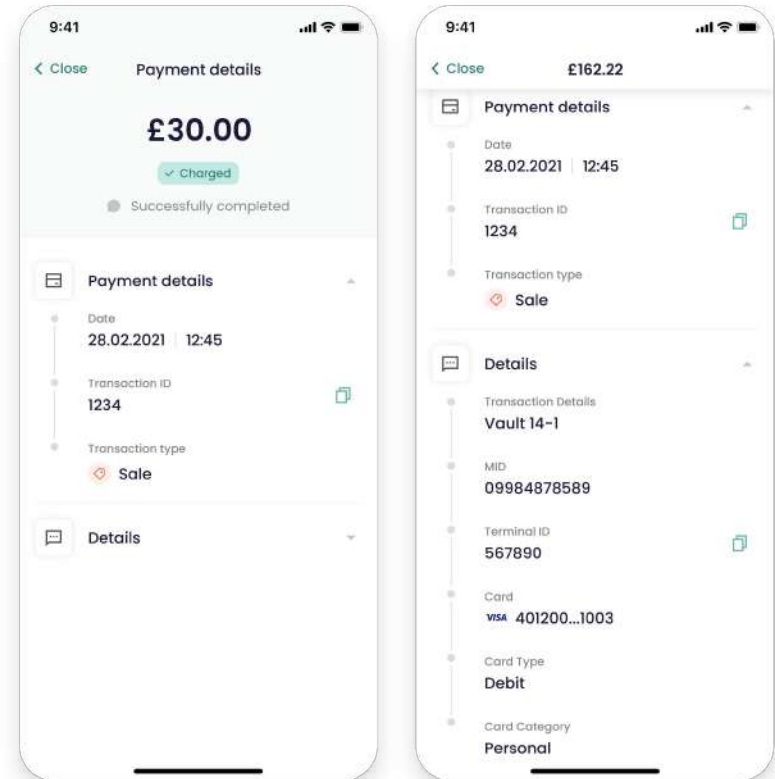 9:41
Close
Payment details
£30.00
Charged
Successfully completed
Payment details
Date
28.02.2021 12:45
Transaction ID
1234
Transaction type
Sale
Details
9:41
Close
£162.22
Payment details
Date
28.02.2021 12:45
Transaction ID
1234
Transaction type
Sale
Details
Transaction Details
Vault 14-1
MID
09984878589
Terminal ID
567890
Card
VISA 401200...1003
Card Type
Debit
Card Category
Personal